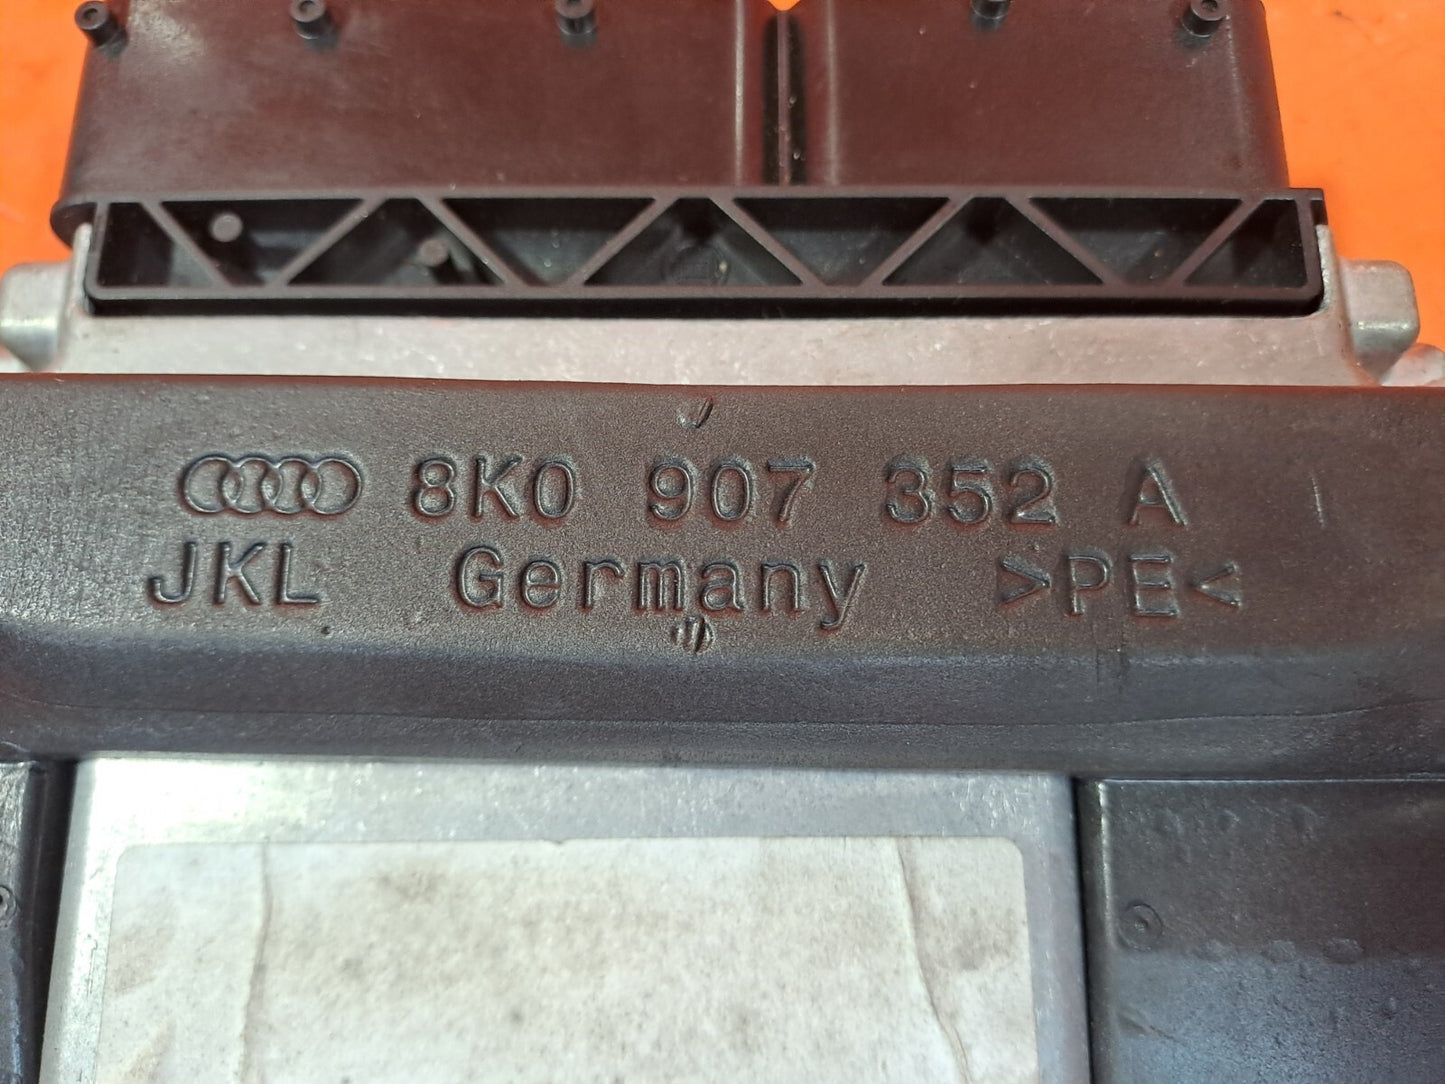 8K0 907 352 A
JKL Germany >PE<